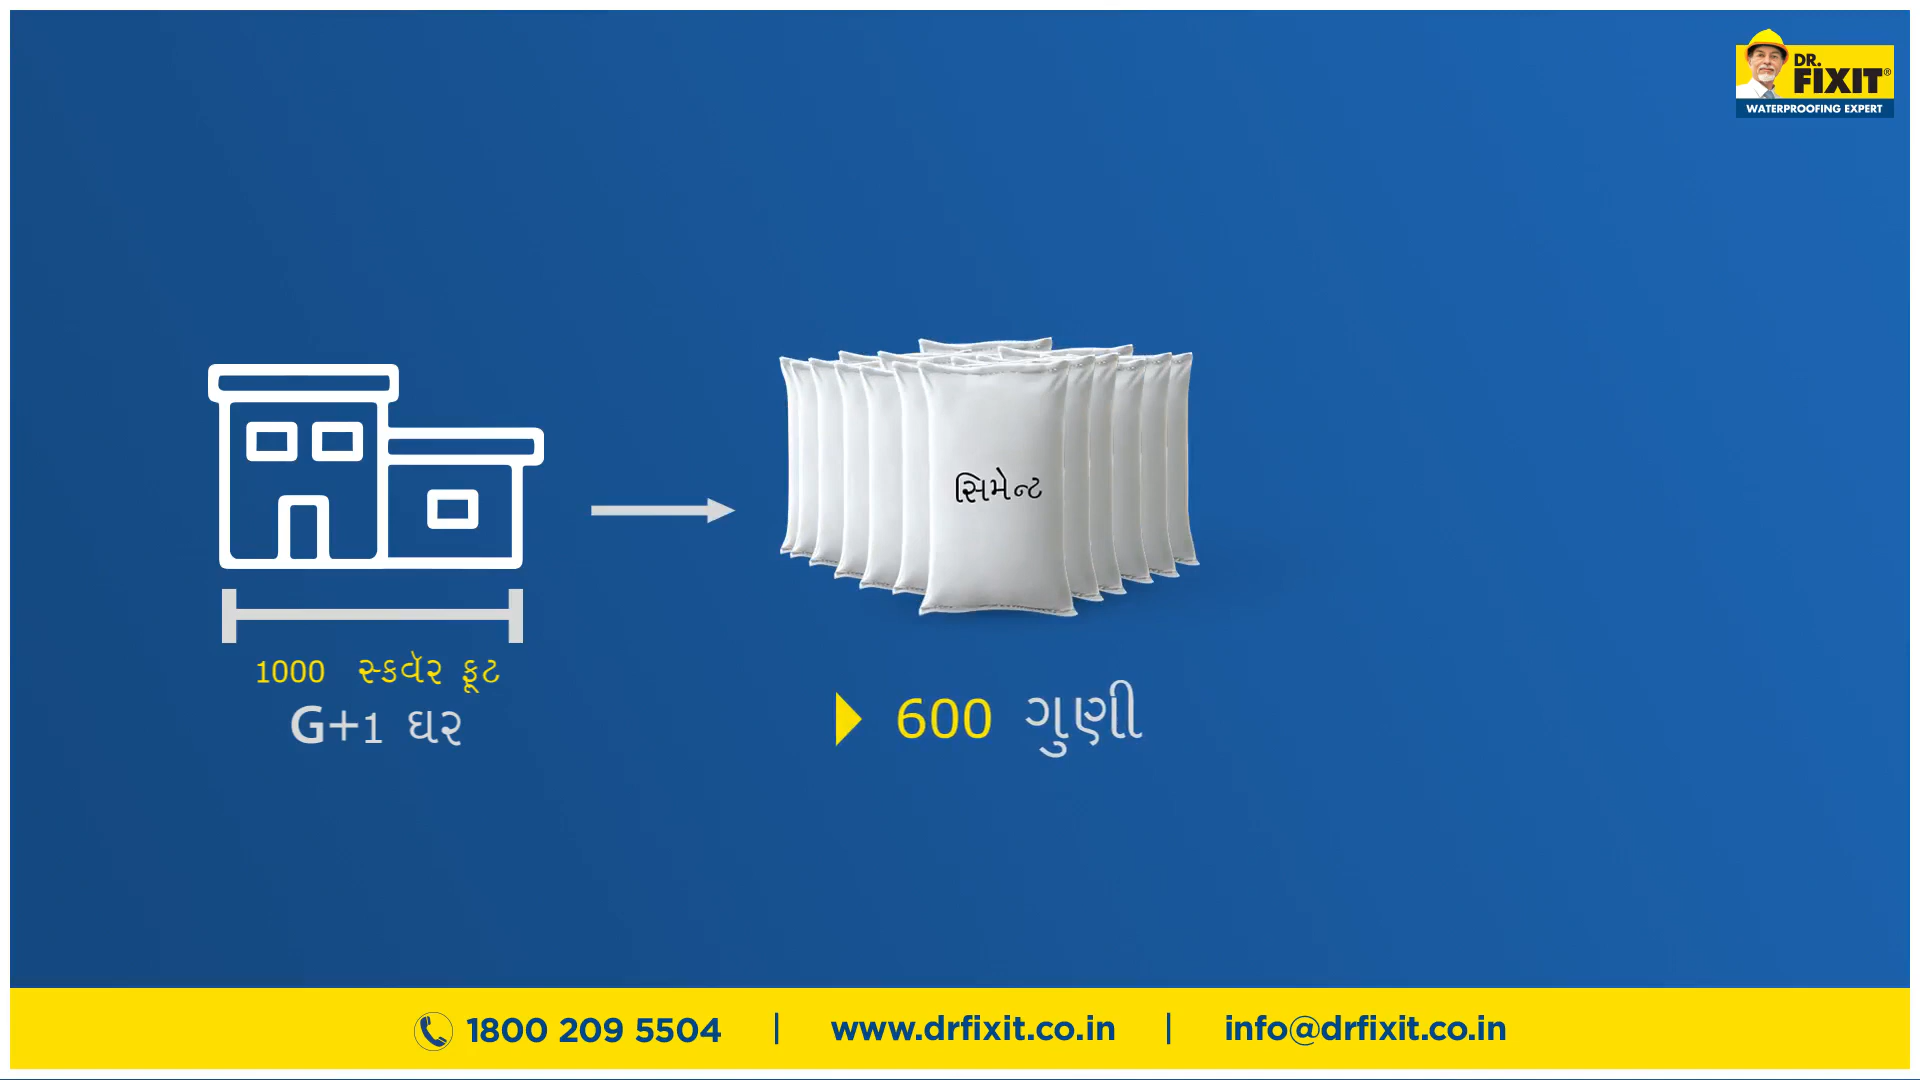 DR.
FIXIT®
WATERPROOFING EXPERT
સિમેન્ટ
1000 સ્કવૅર ફૂટ
G+1 ઘર
600 ગુણી
1800 209 5504 | www.drfixit.co.in | info@drfixit.co.in